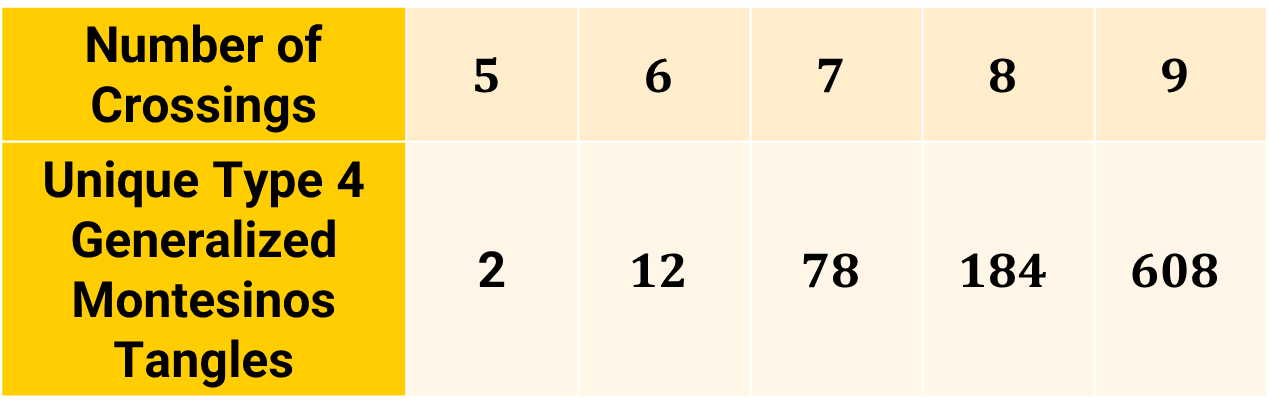 Number of
Crossings
5 6 7 8 9
Unique Type 4
Generalized
Montesinos
Tangles
2 12 78 184 608